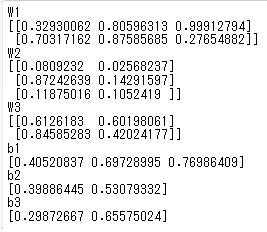 W1
[[0.32930062 0.80596313 0.99912794]
 [0.70317162 0.87585685 0.27654882]]
W2
[[0.0809232  0.02568237]
 [0.87242639 0.14291597]
 [0.11875016 0.1052419 ]]
W3
[[0.6126183  0.60198061]
 [0.84585283 0.42024177]]
b1
[0.40520837 0.69728995 0.76986409]
b2
[0.39886445 0.53079332]
b3
[0.29872667 0.65575024]